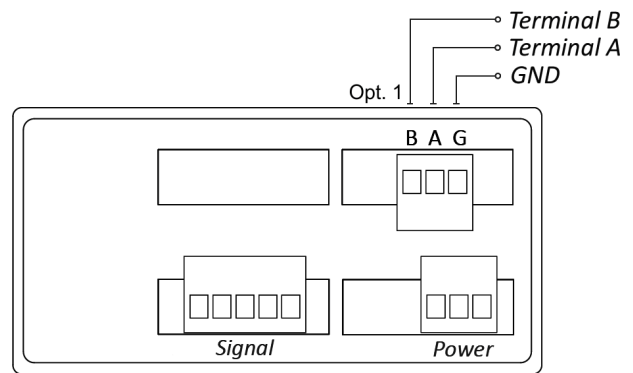 Terminal B
Terminal A
GND
Opt. 1
B A G
Signal
Power